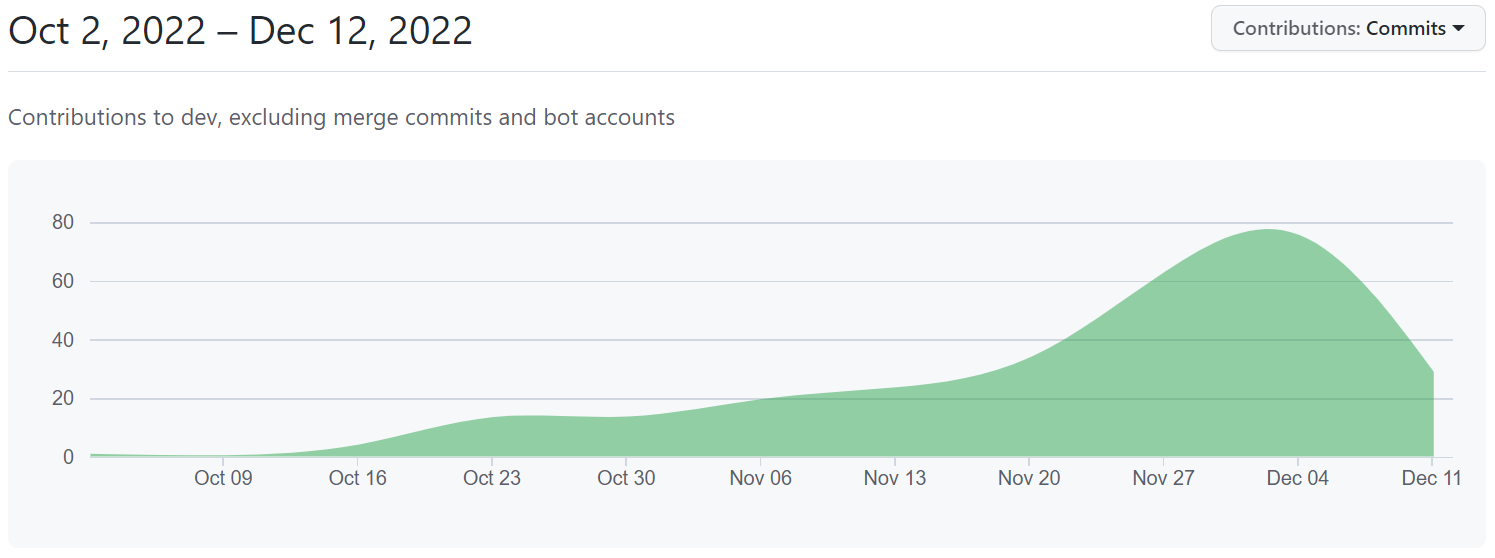 Oct 2, 2022 – Dec 12, 2022
Contributions: Commits
Contributions to dev, excluding merge commits and bot accounts
80
60
40
20
0
Oct 09 Oct 16 Oct 23 Oct 30 Nov 06 Nov 13 Nov 20 Nov 27 Dec 04 Dec 11